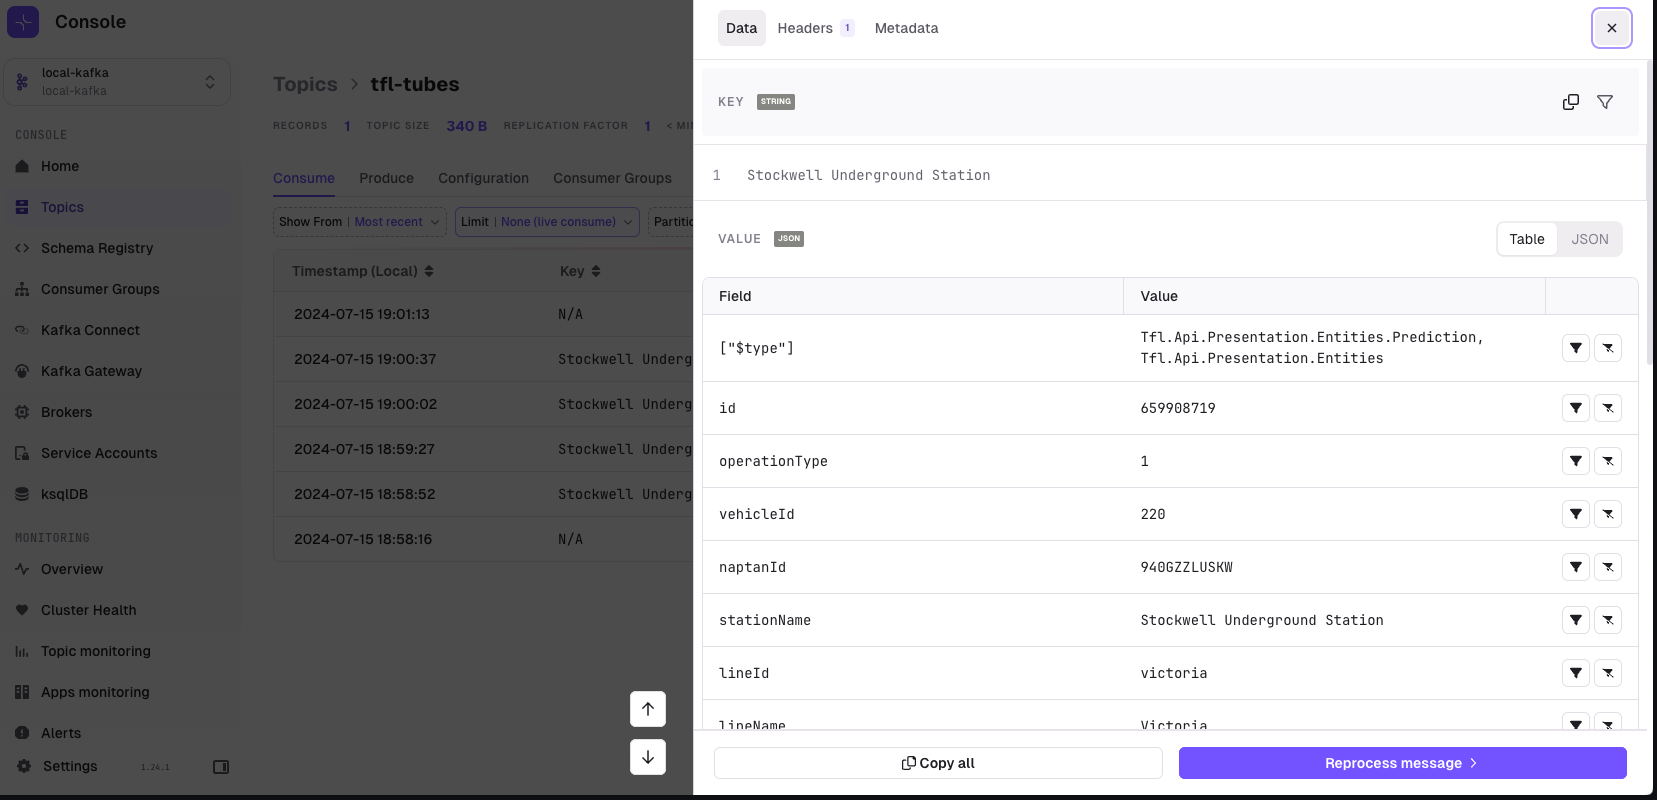 Console
local-kafka
local-kafka
CONSOLE
Home
Topics
Schema Registry
Consumer Groups
Kafka Connect
Kafka Gateway
Brokers
Service Accounts
ksqlDB
MONITORING
Overview
Cluster Health
Topic monitoring
Apps monitoring
Alerts
Settings 1.24.1
Topics > tfl-tubes
RECORDS 1 TOPIC SIZE 340 B REPLICATION FACTOR 1 < MIN
Consume Produce Configuration Consumer Groups
Show From | Most recent Limit | None (live consume) Partitio
Timestamp (Local) Key
2024-07-15 19:01:13 N/A
2024-07-15 19:00:37 Stockwell Underg
2024-07-15 19:00:02 Stockwell Underg
2024-07-15 18:59:27 Stockwell Underg
2024-07-15 18:58:52 Stockwell Underg
2024-07-15 18:58:16 N/A
Data Headers 1 Metadata
KEY STRING
1 Stockwell Underground Station
VALUE JSON Table JSON
Field Value
["$type"] Tfl.Api.Presentation.Entities.Prediction,
Tfl.Api.Presentation.Entities
id 659908719
operationType 1
vehicleId 220
naptanId 940GZZLUSKW
stationName Stockwell Underground Station
lineId victoria
lineName Victoria
Copy all Reprocess message >